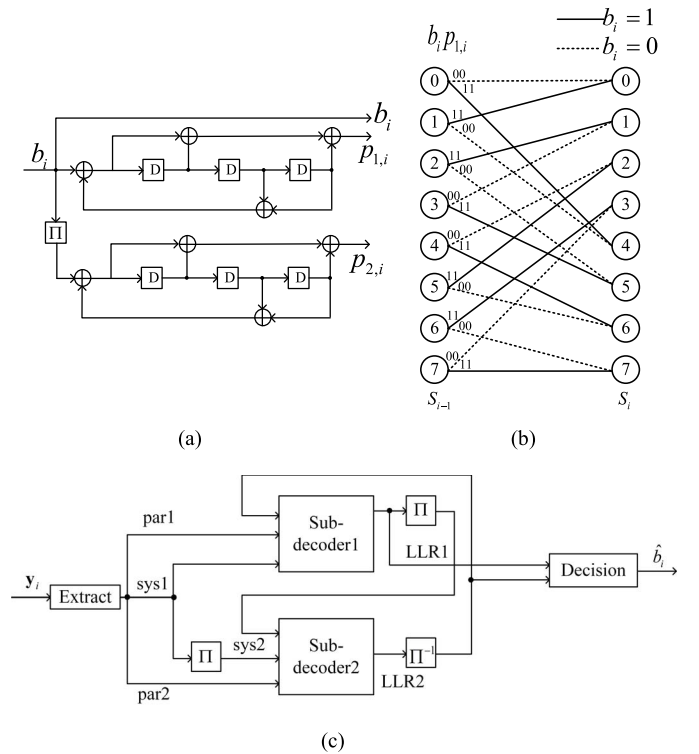 b_i
b_i
p_{1,i}
D D D
Π
p_{2,i}
D D D
(a)
b_i = 1
b_i = 0
b_i p_{1,i}
0 00 11 0
1 11 00 1
2 11 00 2
3 00 11 3
4 00 11 4
5 11 00 5
6 11 00 6
7 00 11 7
S_{i-1} S_i
(b)
par1
Sub-
decoder1
Π
LLR1
y_i
Extract
sys1
Decision
b̂_i
Π
sys2
Sub-
decoder2
Π⁻¹
LLR2
par2
(c)